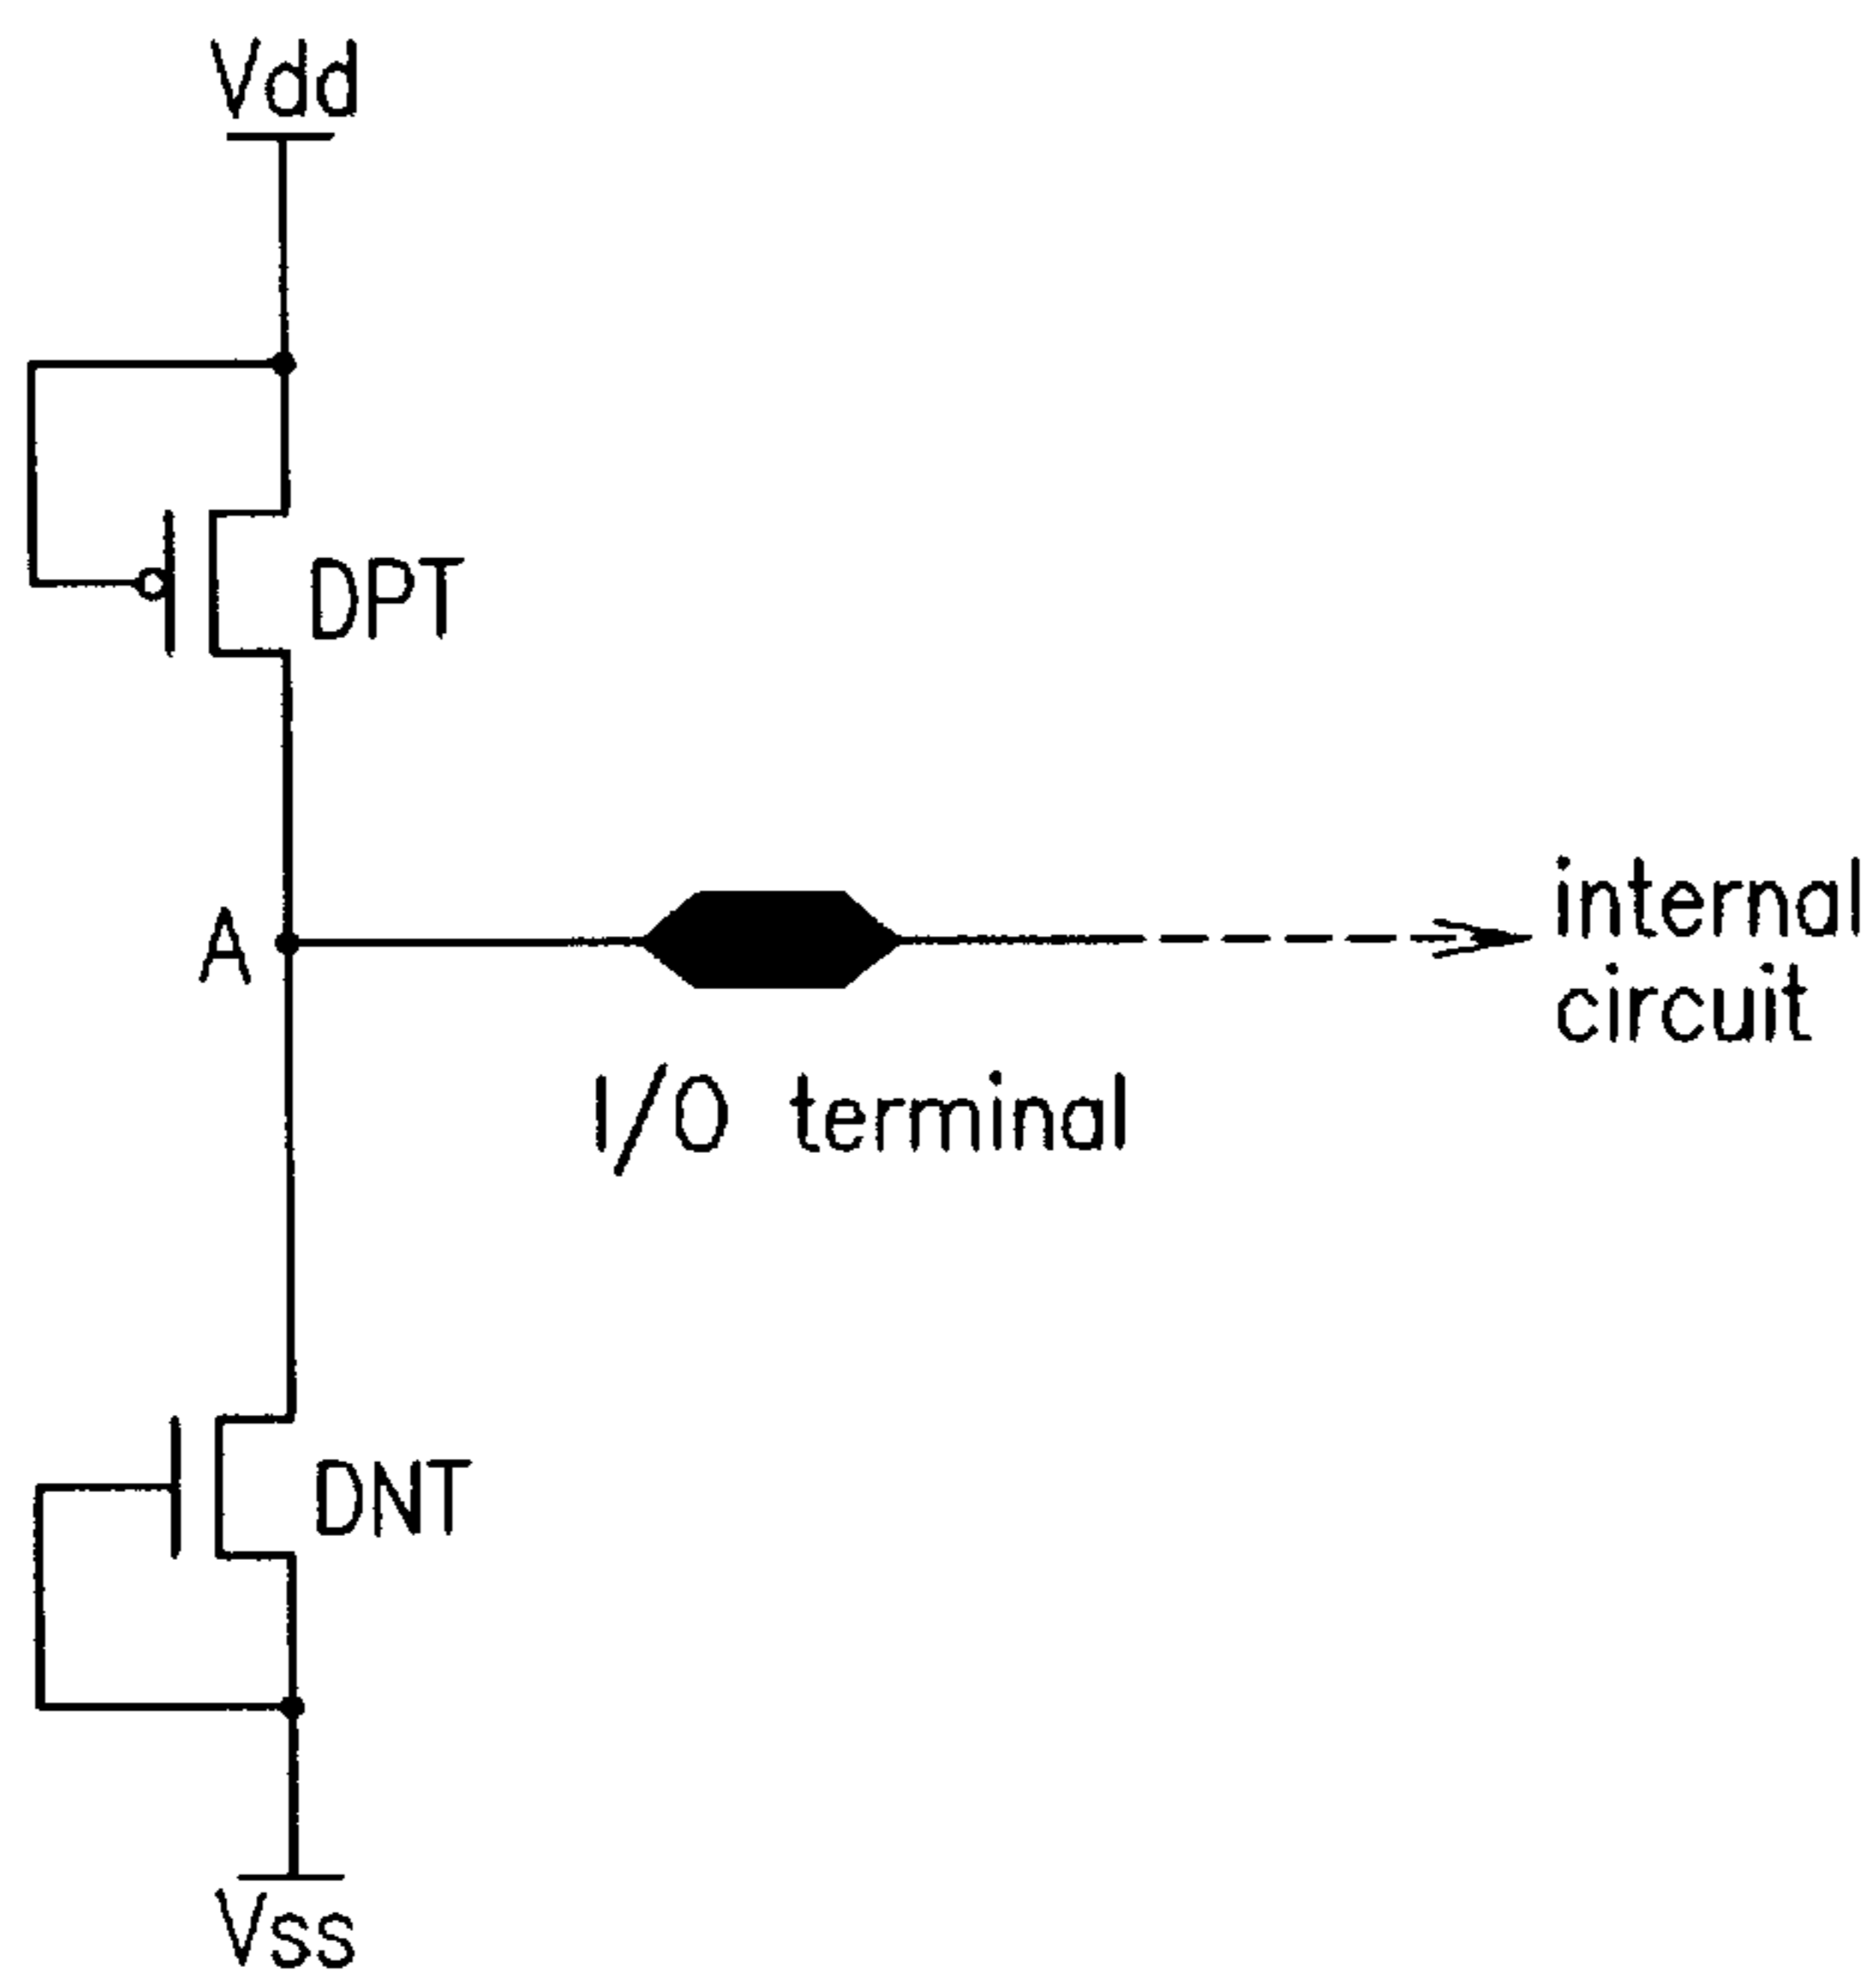 Vdd
DPT
A
internal
circuit
I/O terminal
DNT
Vss